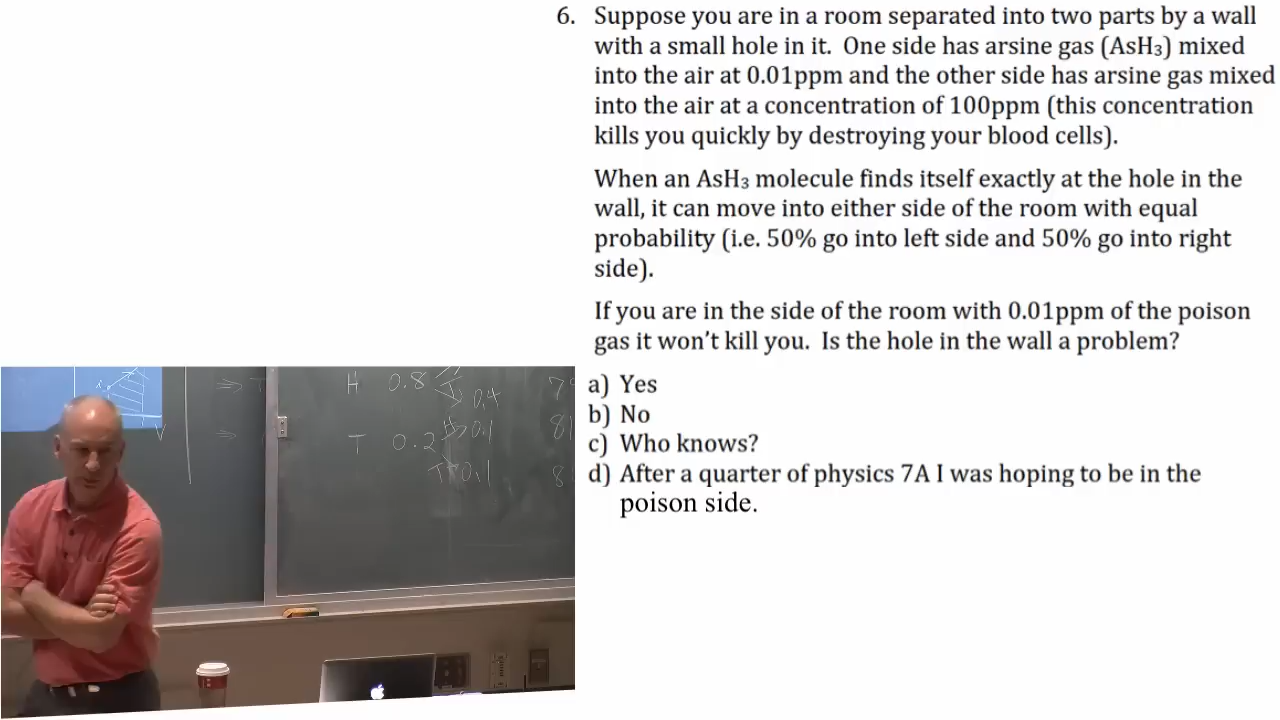 6. Suppose you are in a room separated into two parts by a wall
with a small hole in it. One side has arsine gas (AsH₃) mixed
into the air at 0.01ppm and the other side has arsine gas mixed
into the air at a concentration of 100ppm (this concentration
kills you quickly by destroying your blood cells).
When an AsH₃ molecule finds itself exactly at the hole in the
wall, it can move into either side of the room with equal
probability (i.e. 50% go into left side and 50% go into right
side).
If you are in the side of the room with 0.01ppm of the poison
gas it won't kill you. Is the hole in the wall a problem?
a) Yes
b) No
c) Who knows?
d) After a quarter of physics 7A I was hoping to be in the
poison side.
H 0.8
0.4
T 0.2 0.1
T 0.1
V